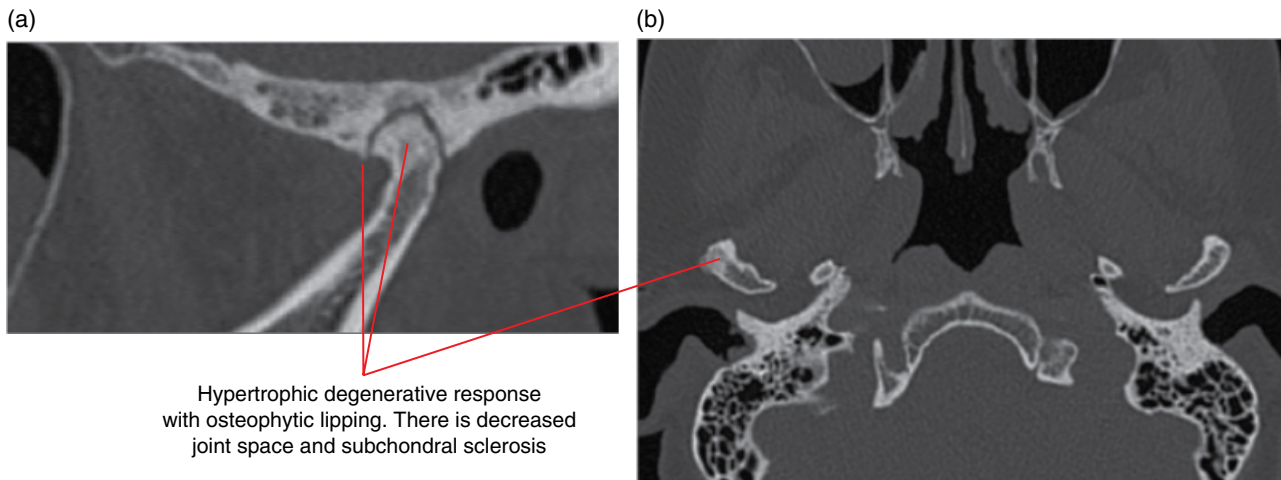 (a)
(b)
Hypertrophic degenerative response
with osteophytic lipping. There is decreased
joint space and subchondral sclerosis